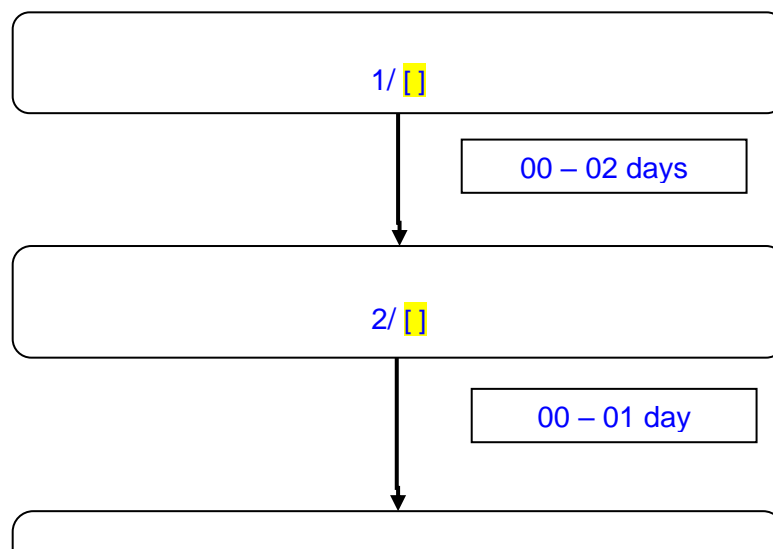 1/ [ ]
00 – 02 days
2/ [ ]
00 – 01 day